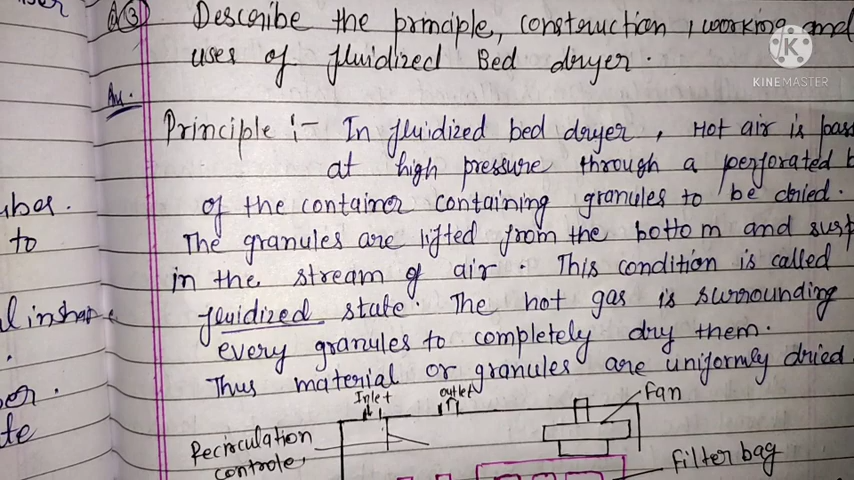 Q③ Describe the principle, construction, working and
uses of fluidized Bed dryer.
KINEMASTER
Ans.
Principle :- In fluidized bed dryer, Hot air is
at high pressure through a perforated
of the container containing granules to be dried.
The granules are lifted from the bottom and
in the stream of air. This condition is called
fluidized state. The hot gas is surrounding
every granules to completely dry them.
Thus material or granules are uniformly dried
Inlet
outlet
Fan
Recirculation
controle
Filter bag
to